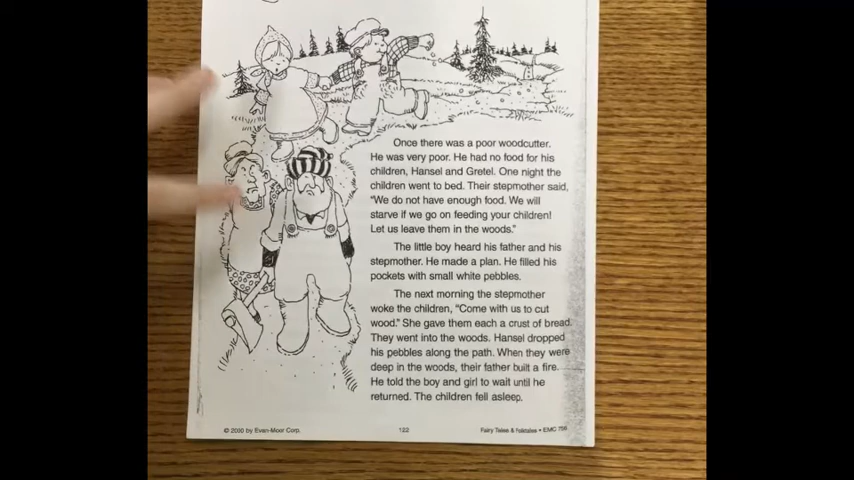 Once there was a poor woodcutter.
He was very poor. He had no food for his
children, Hansel and Gretel. One night the
children went to bed. Their stepmother said,
"We do not have enough food. We will
starve if we go on feeding your children!
Let us leave them in the woods."
The little boy heard his father and his
stepmother. He made a plan. He filled his
pockets with small white pebbles.
The next morning the stepmother
woke the children, "Come with us to cut
wood." She gave them each a crust of bread.
They went into the woods. Hansel dropped
his pebbles along the path. When they were
deep in the woods, their father built a fire.
He told the boy and girl to wait until he
returned. The children fell asleep.
© 2000 by Evan-Moor Corp.
122
Fairy Tales & Folktales • EMC 756